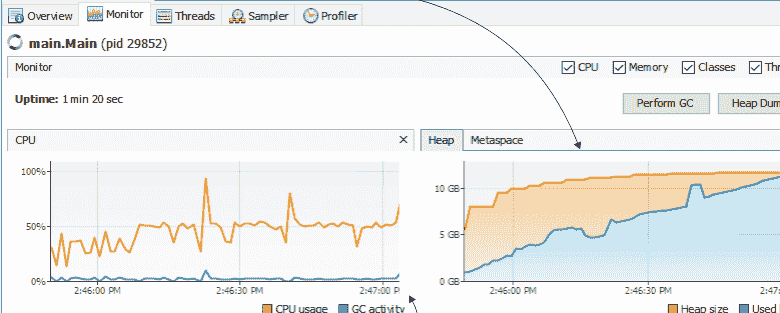 Overview Monitor Threads Sampler Profiler
main.Main (pid 29852)
Monitor CPU Memory Classes Thr
Uptime: 1 min 20 sec
Perform GC Heap Dum
CPU × Heap Metaspace
100%
10 GB
50%
5 GB
0% 0 GB
2:46:00 PM 2:46:30 PM 2:47:00 P 2:46:00 PM 2:46:30 PM 2:47
CPU usage GC activity Heap size Used